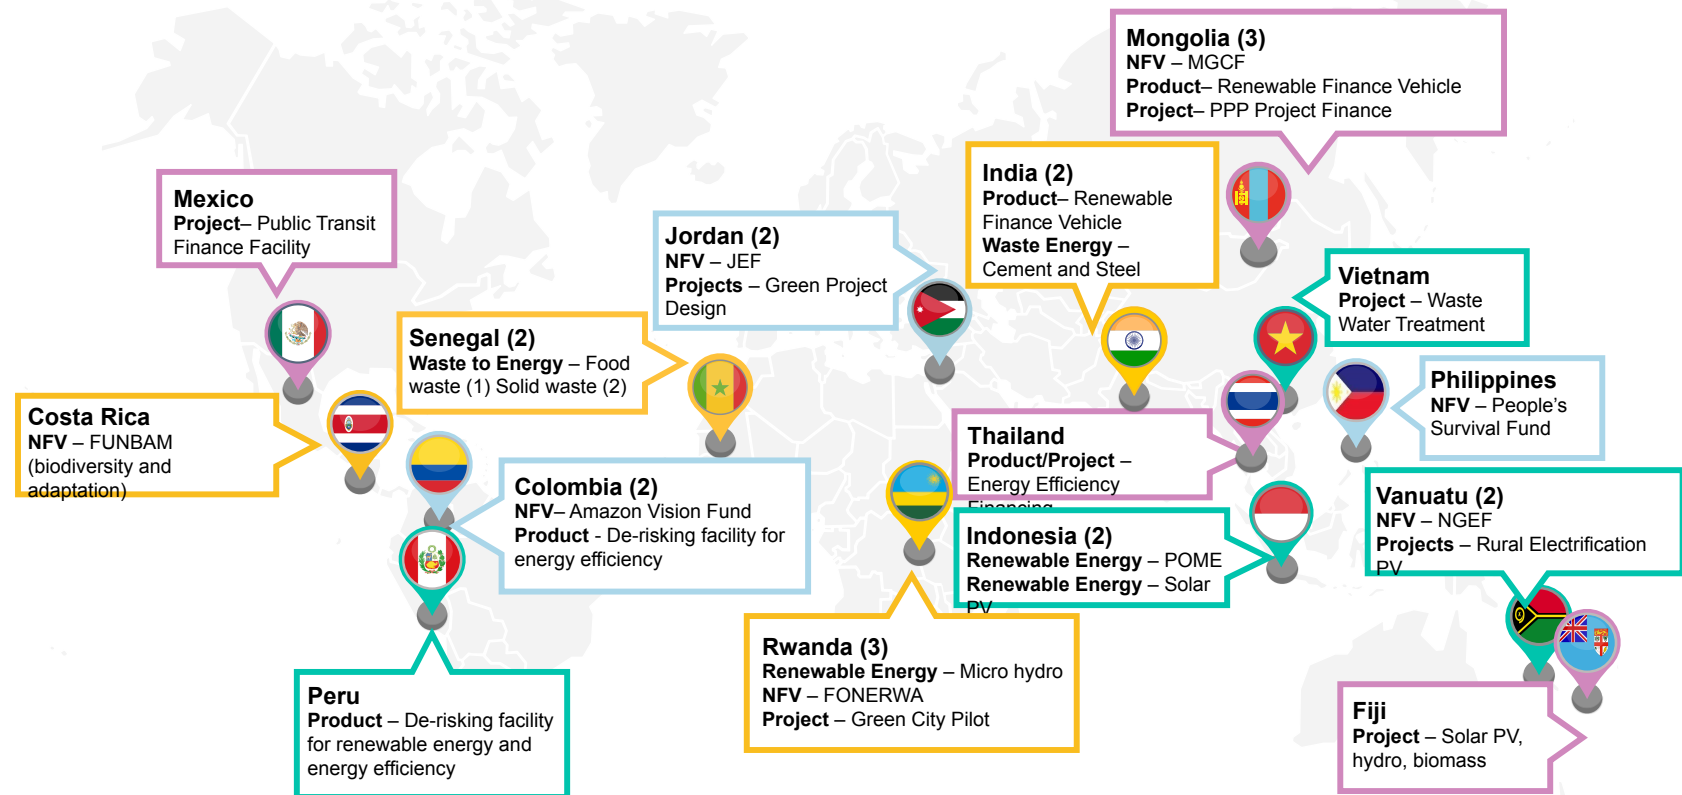 Mongolia (3)
NFV – MGCF
Product– Renewable Finance Vehicle
Project– PPP Project Finance
India (2)
Product– Renewable
Finance Vehicle
Waste Energy –
Cement and Steel
Mexico
Project– Public Transit
Finance Facility
Jordan (2)
NFV – JEF
Projects – Green Project
Design
Vietnam
Project – Waste
Water Treatment
Senegal (2)
Waste to Energy – Food
waste (1) Solid waste (2)
Philippines
NFV – People’s
Survival Fund
Costa Rica
NFV – FUNBAM
(biodiversity and
adaptation)
Thailand
Product/Project –
Energy Efficiency
Financing
Colombia (2)
NFV– Amazon Vision Fund
Product - De-risking facility for
energy efficiency
Vanuatu (2)
NFV – NGEF
Projects – Rural Electrification
PV
Indonesia (2)
Renewable Energy – POME
Renewable Energy – Solar
PV
Rwanda (3)
Renewable Energy – Micro hydro
NFV – FONERWA
Project – Green City Pilot
Peru
Product – De-risking facility
for renewable energy and
energy efficiency
Fiji
Project – Solar PV,
hydro, biomass